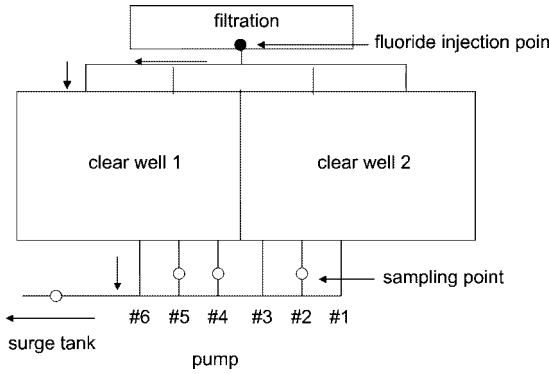 filtration
fluoride injection poin
clear well 1
clear well 2
sampling point
#6 #5 #4 #3 #2 #1
surge tank
pump